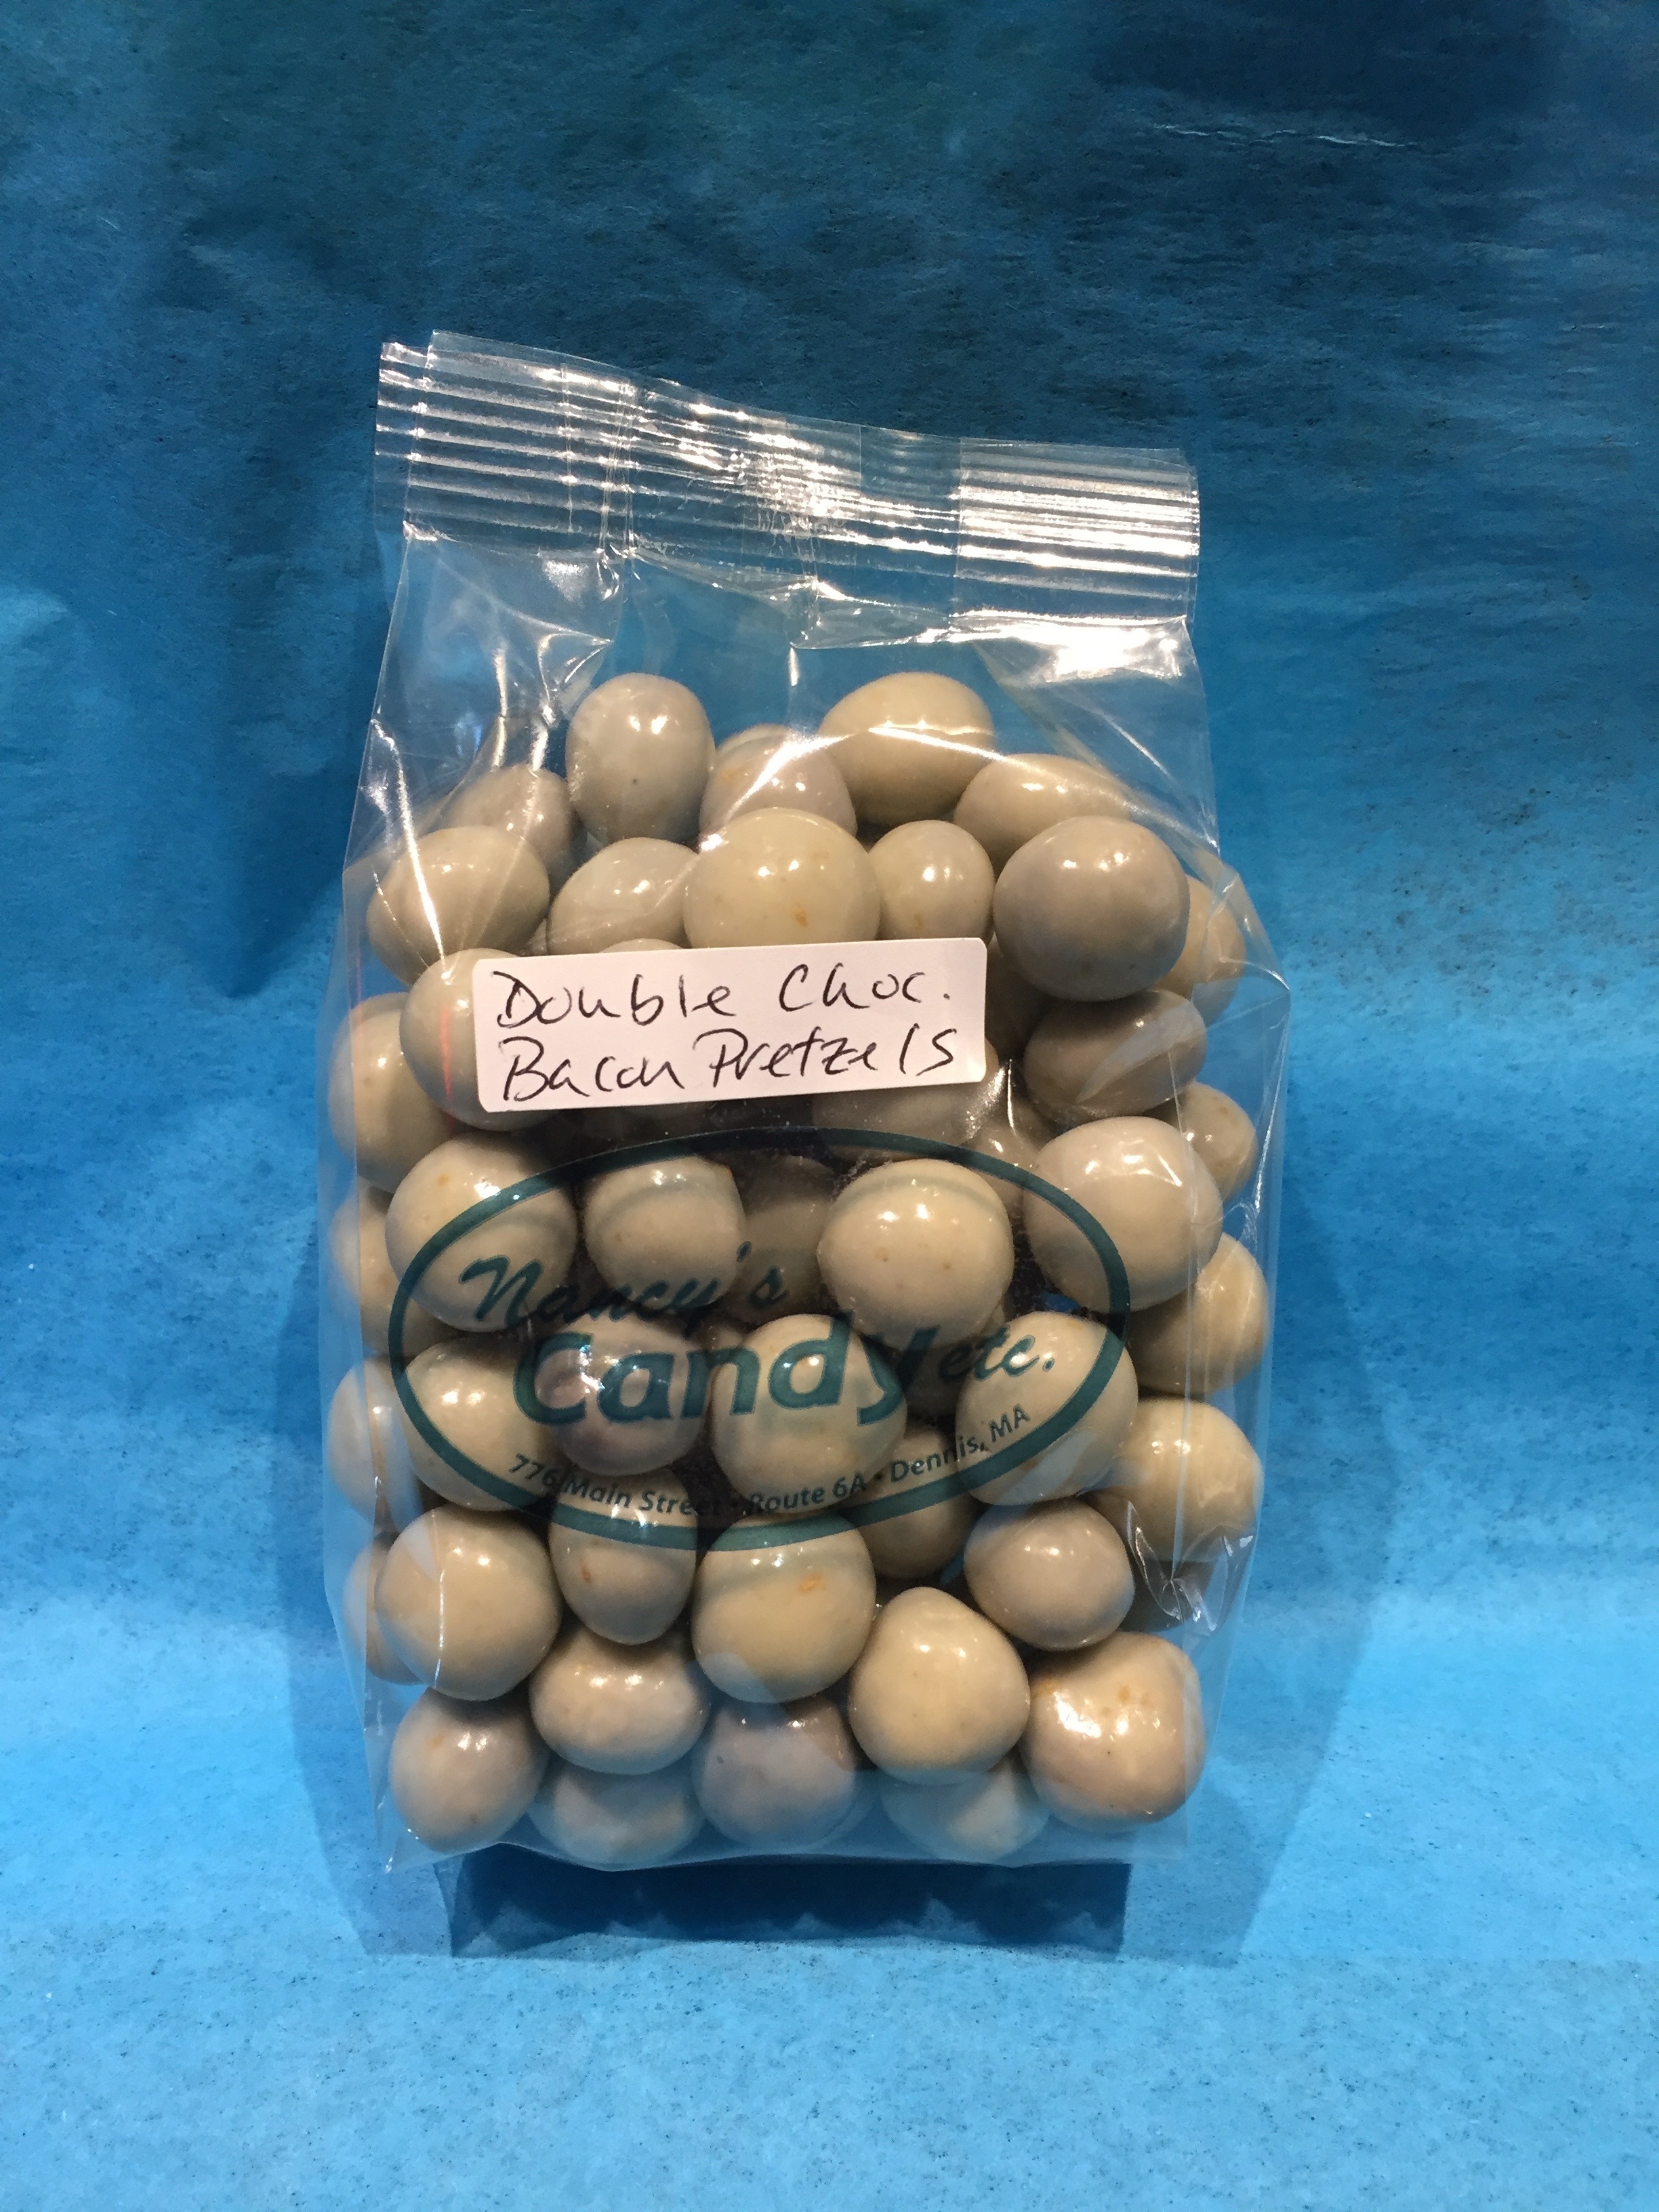 Double Choc.
Bacon Pretzels
Nancy's
Candy etc.
776 Main Street • Route 6A • Dennis, MA